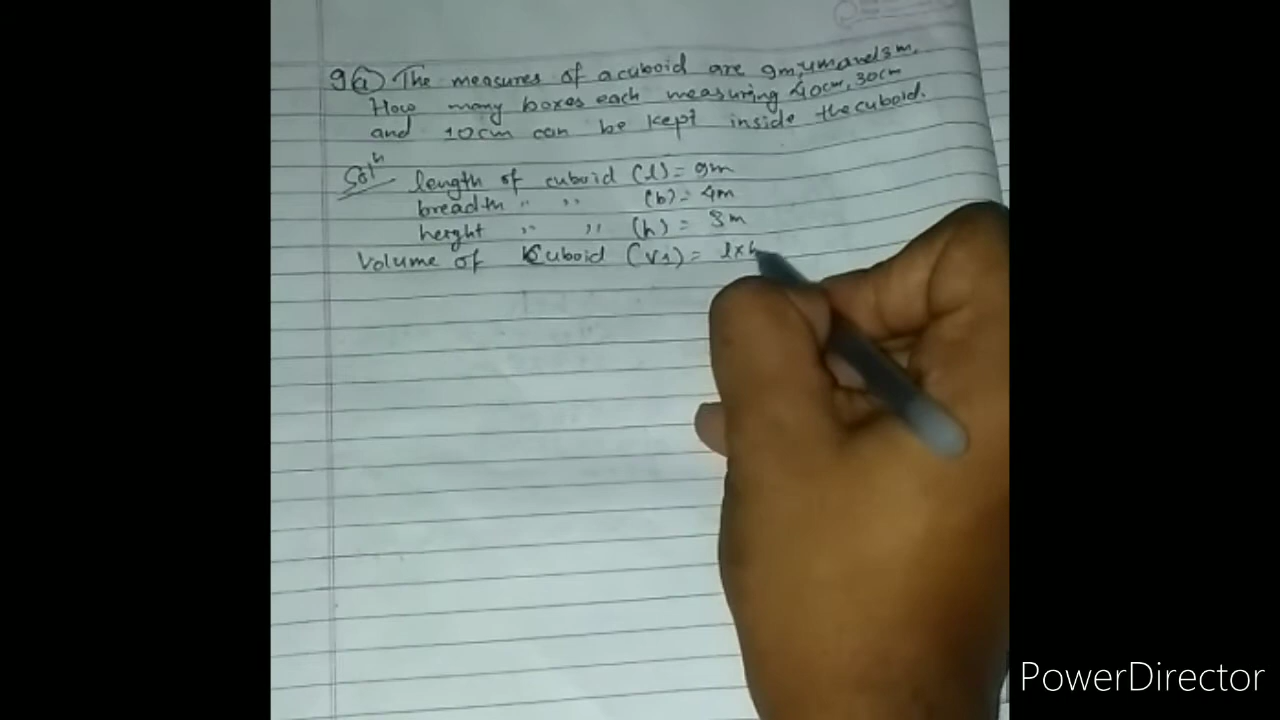 9(a) The measures of a cuboid are 9m, 4m and 3m.
How many boxes each measuring 40cm, 30cm
and 10cm can be kept inside the cuboid.
Solⁿ
length of cuboid (l) = 9m
breadth " " (b) = 4m
height " " (h) = 3m
Volume of Cuboid (V1) = l×b
PowerDirector